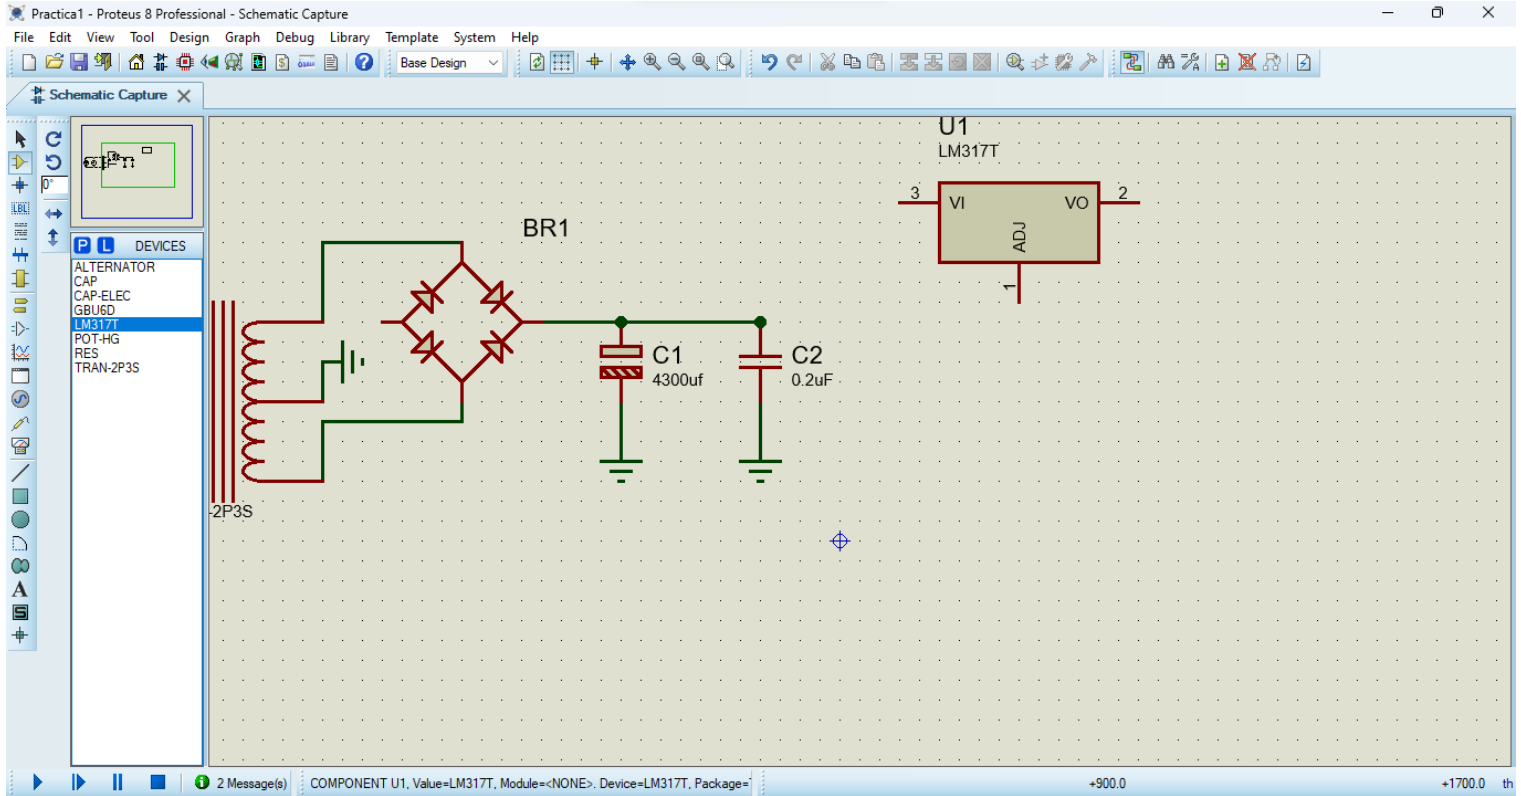 Practica1 - Proteus 8 Professional - Schematic Capture
File Edit View Tool Design Graph Debug Library Template System Help
Base Design
Schematic Capture
0°
LBL
P L DEVICES
ALTERNATOR
CAP
CAP-ELEC
GBU6D
LM317T
POT-HG
RES
TRAN-2P3S
U1
LM317T
3 VI VO 2
ADJ
1
BR1
C1
4300uf
C2
0.2uF
-2P3S
A
S
2 Message(s) COMPONENT U1, Value=LM317T, Module=<NONE>. Device=LM317T, Package= +900.0 +1700.0 th